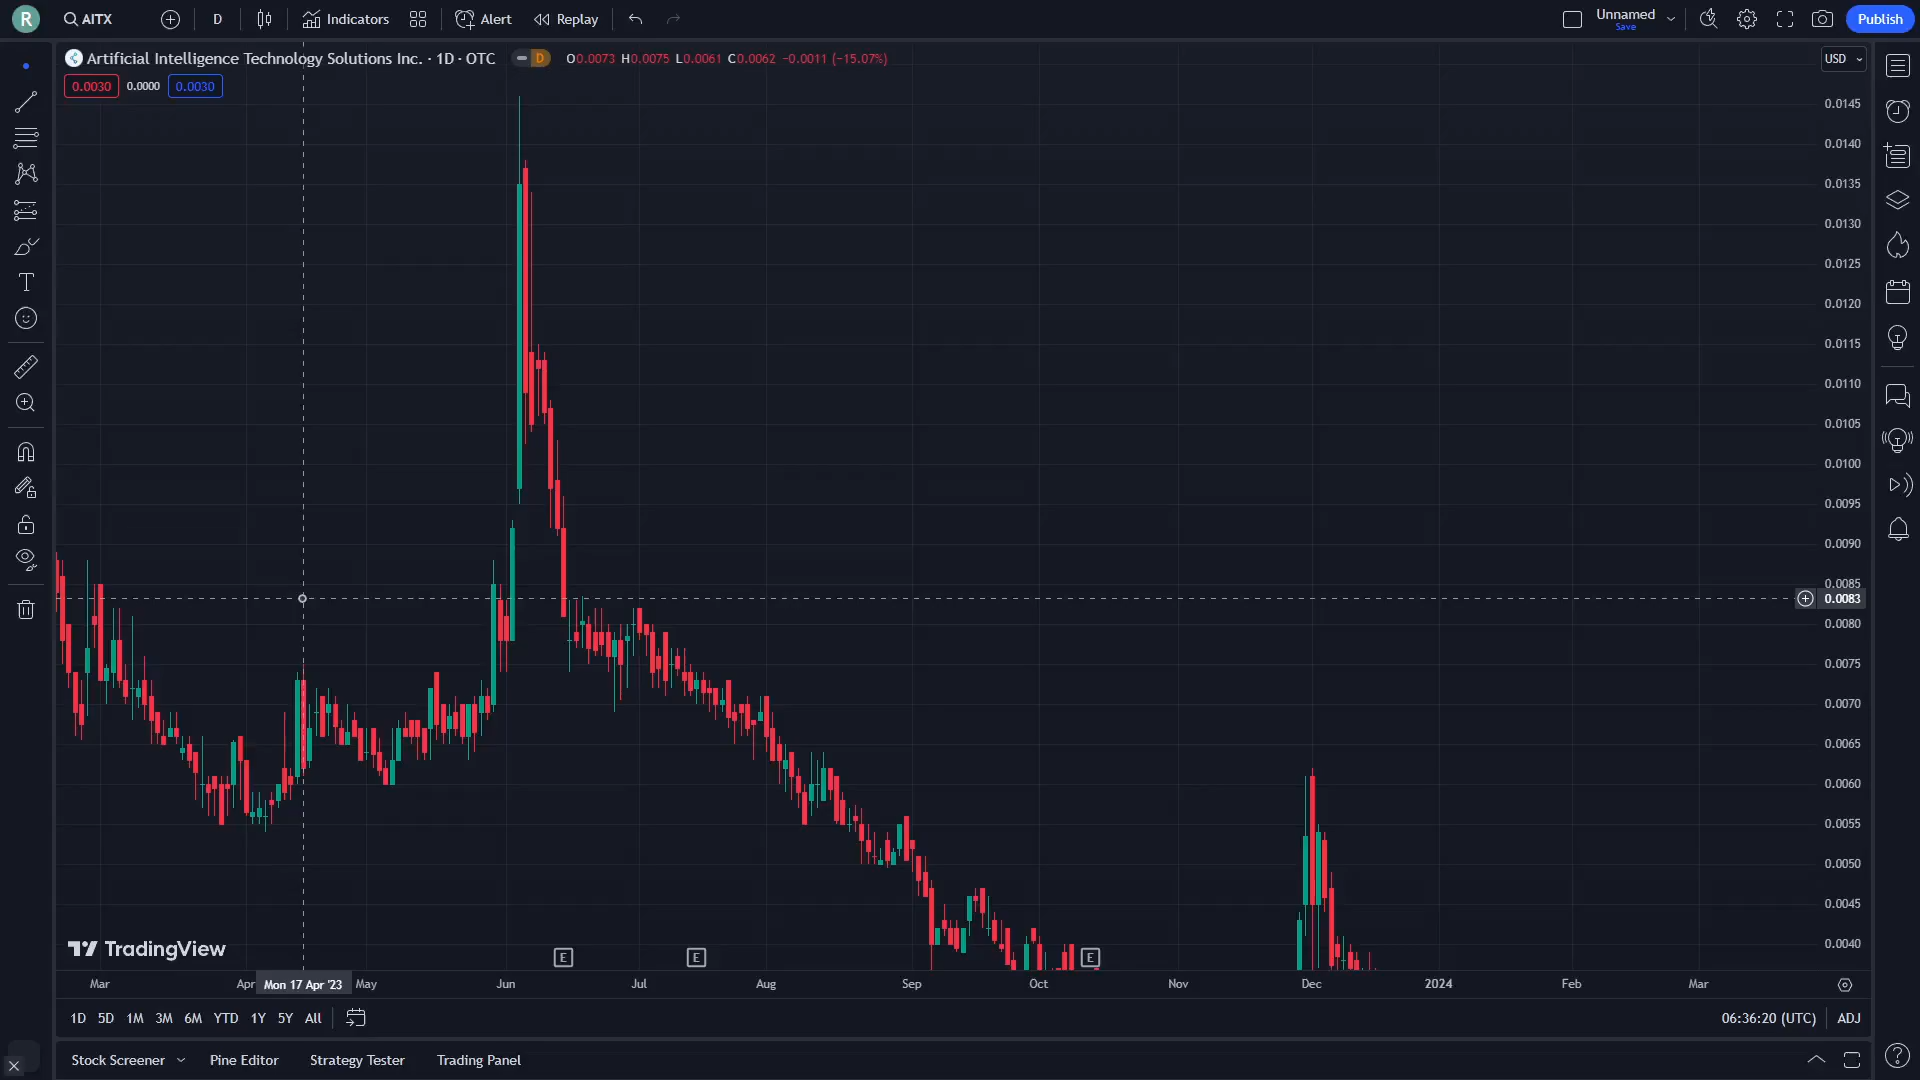 R
AITX
D
Indicators
Alert
Replay
Unnamed
Save
Publish
Artificial Intelligence Technology Solutions Inc. · 1D · OTC
D
O0.0073 H0.0075 L0.0061 C0.0062 −0.0011 (−15.07%)
USD
0.0030
0.0000
0.0030
0.0145
0.0140
0.0135
0.0130
0.0125
0.0120
0.0115
0.0110
0.0105
0.0100
0.0095
0.0090
0.0085
0.0083
0.0080
0.0075
0.0070
0.0065
0.0060
0.0055
0.0050
0.0045
0.0040
TradingView
E
E
E
Mar
Apr
Mon 17 Apr '23
May
Jun
Jul
Aug
Sep
Oct
Nov
Dec
2024
Feb
Mar
1D 5D 1M 3M 6M YTD 1Y 5Y All
06:36:20 (UTC)
ADJ
Stock Screener
Pine Editor
Strategy Tester
Trading Panel